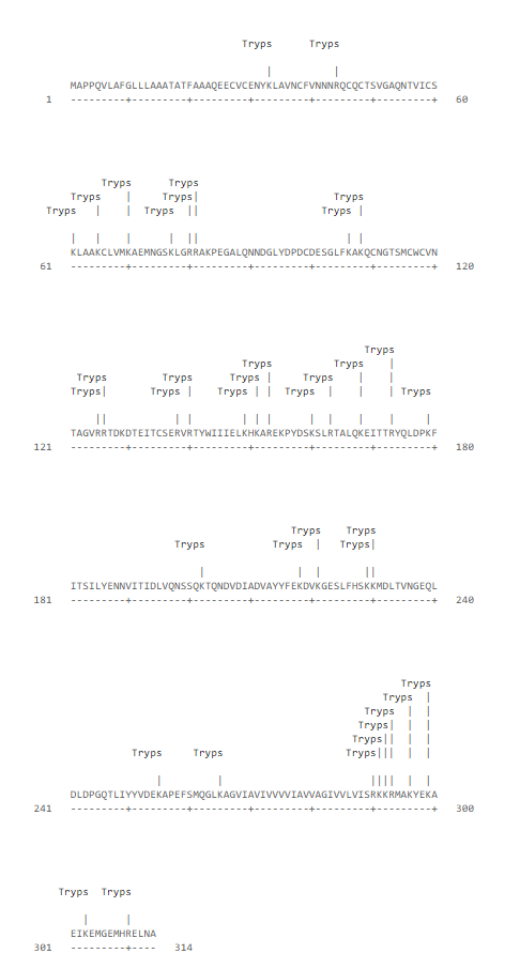 Tryps Tryps
| |
MAPPQVLAFGLLLAAATATFAAAQEECVCENYKLAVNCFVNNNRQCQCTSVGAQNTVICS
1 ---------+---------+---------+---------+---------+---------+ 60
Tryps Tryps
Tryps | Tryps| Tryps
Tryps | | Tryps || Tryps |
| | | | || | |
KLAAKCLVMKAEMNGSKLGRRAKPEGALQNNDGLYDPDCDESGLFKAKQCNGTSMCWCVN
61 ---------+---------+---------+---------+---------+---------+ 120
Tryps
Tryps Tryps |
Tryps Tryps Tryps | Tryps | |
Tryps| Tryps | Tryps | | Tryps | | | Tryps
|| | | | | | | | | | |
TAGVRRTDKDTEITCSERVRTYWIIIELKHKAREKPYDSKSLRTALQKEITTRYQLDPKF
121 ---------+---------+---------+---------+---------+---------+ 180
Tryps Tryps
Tryps Tryps | Tryps|
| | | ||
ITSILYENNVITIDLVQNSSQKTQNDVDIADVAYYFEKDVKGESLFHSKKMDLTVNGEQL
181 ---------+---------+---------+---------+---------+---------+ 240
Tryps
Tryps |
Tryps | |
Tryps| | |
Tryps|| | |
Tryps Tryps Tryps||| | |
| | |||| | |
DLDPGQTLIYYVDEKAPEFSMQGLKAGVIAVIVVVVIAVVAGIVVLVISRKKRMAKYEKA
241 ---------+---------+---------+---------+---------+---------+ 300
Tryps Tryps
| |
EIKEMGEMHRELNA
301 ---------+---- 314